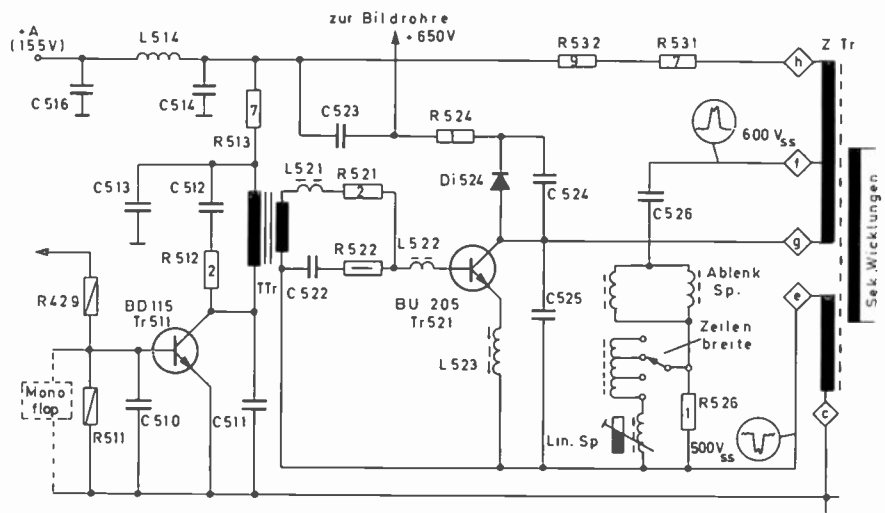 zur Bildrohre
+ 650V
+A
(155V)
L514
R532
9
R531
7
h
Z Tr
C516
C514
7
R513
C523
R524
600 Vss
f
L521
R521
2
Di524
C524
C526
C513
C512
g
R512
2
TTr
C522
R522
L522
BU 205
Tr521
C525
Ablenk
Sp.
e
Sek. Wicklungen
R429
BD115
Tr511
L523
Zeilen
breite
Mono
flop
R511
C510
C511
Lin. Sp
1
R526
500Vss
c